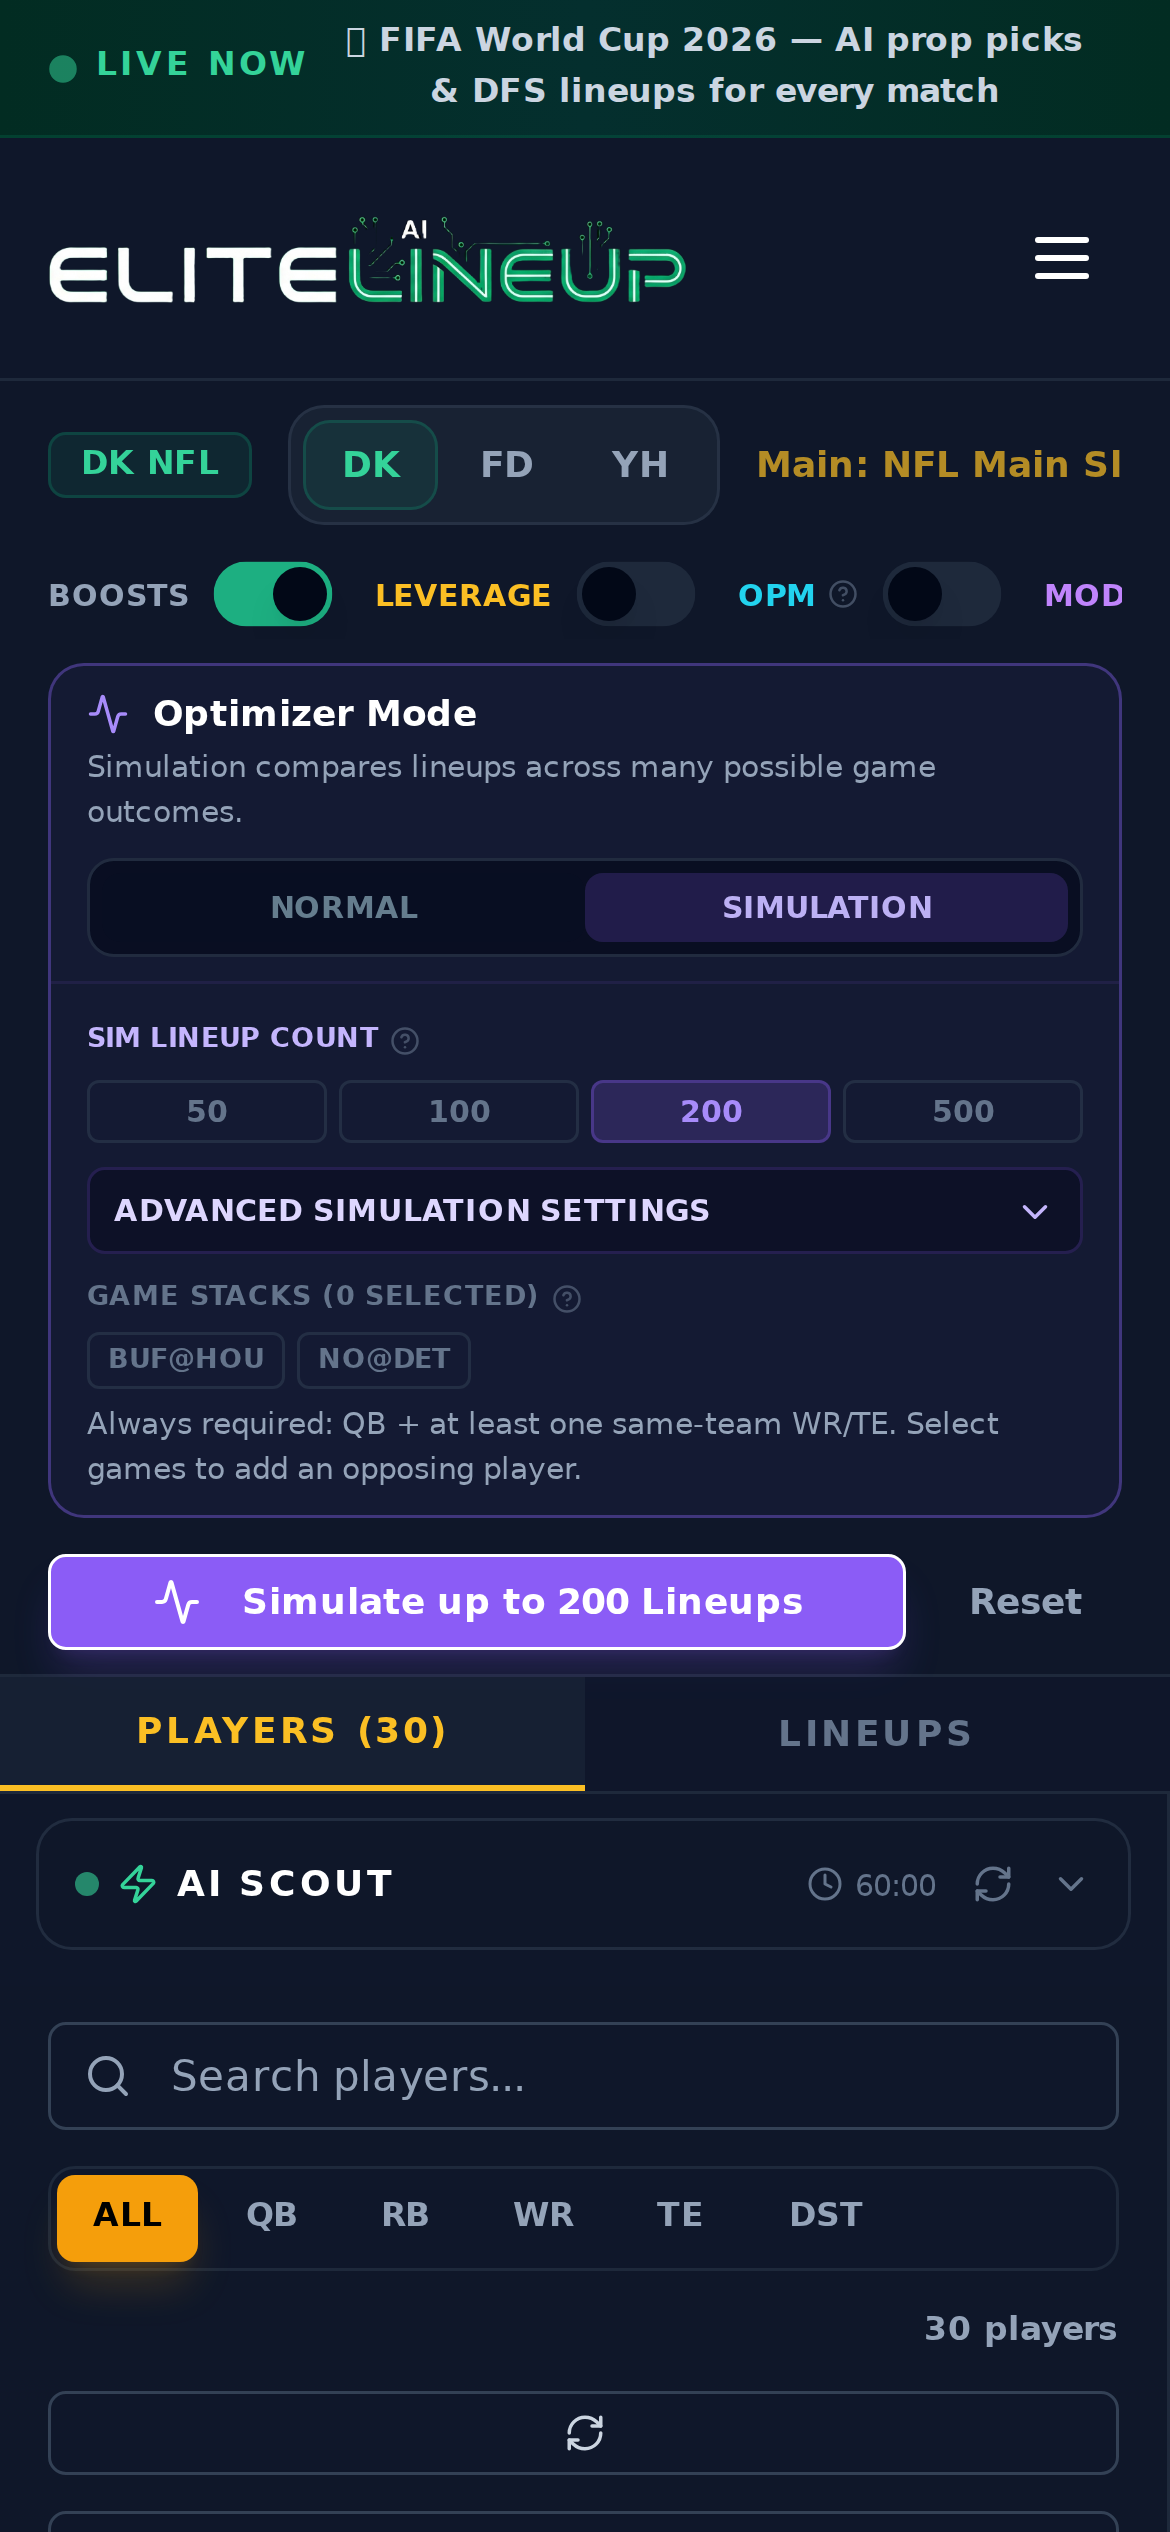 LIVE NOW
FIFA World Cup 2026 — AI prop picks
& DFS lineups for every match
ELITE LINEUP AI
DK NFL DK FD YH Main: NFL Main Sl
BOOSTS LEVERAGE OPM MOD
Optimizer Mode
Simulation compares lineups across many possible game
outcomes.
NORMAL SIMULATION
SIM LINEUP COUNT
50 100 200 500
ADVANCED SIMULATION SETTINGS
GAME STACKS (0 SELECTED)
BUF@HOU NO@DET
Always required: QB + at least one same-team WR/TE. Select
games to add an opposing player.
Simulate up to 200 Lineups Reset
PLAYERS (30) LINEUPS
AI SCOUT 60:00
Search players...
ALL QB RB WR TE DST
30 players